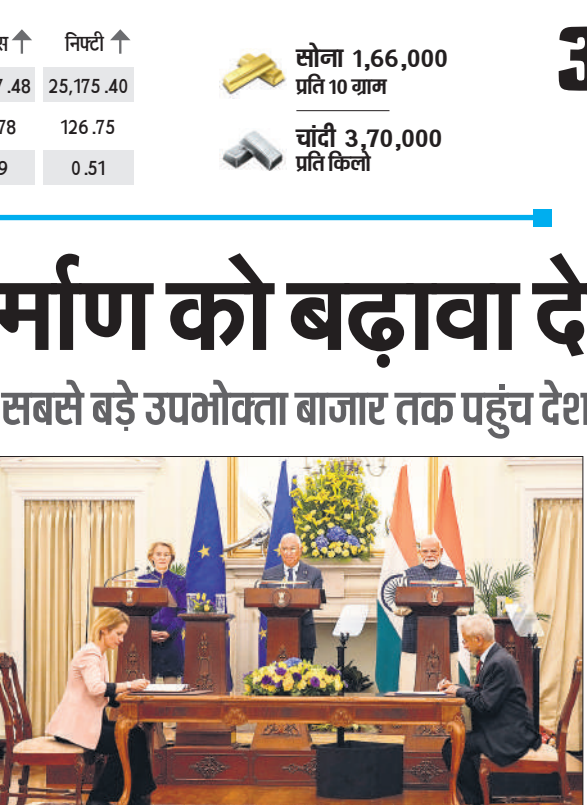 स निफ्टी
7.48 25,175.40
78 126.75
9 0.51
सोना 1,66,000
प्रति 10 ग्राम
चांदी 3,70,000
प्रति किलो
र्माण को बढ़ावा दे
सबसे बड़े उपभोक्ता बाजार तक पहुंच देश